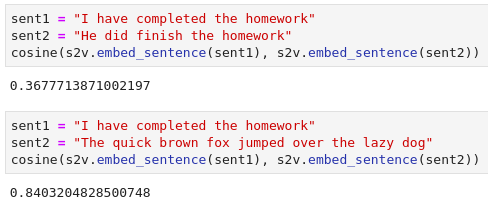 sent1 = "I have completed the homework"
sent2 = "He did finish the homework"
cosine(s2v.embed_sentence(sent1), s2v.embed_sentence(sent2))
0.3677713871002197
sent1 = "I have completed the homework"
sent2 = "The quick brown fox jumped over the lazy dog"
cosine(s2v.embed_sentence(sent1), s2v.embed_sentence(sent2))
0.8403204828500748